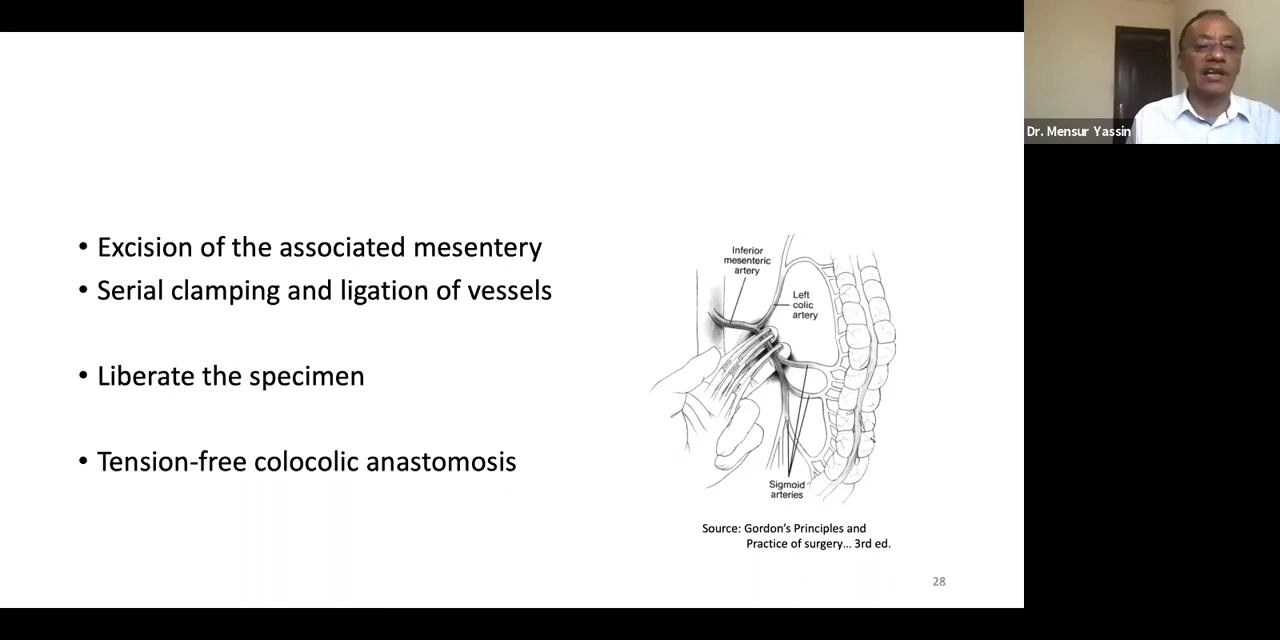 • Excision of the associated mesentery
• Serial clamping and ligation of vessels
• Liberate the specimen
• Tension-free colocolic anastomosis
Inferior
mesenteric
artery
Left
colic
artery
Sigmoid
arteries
Source: Gordon's Principles and
Practice of surgery... 3rd ed.
28
Dr. Mensur Yassin